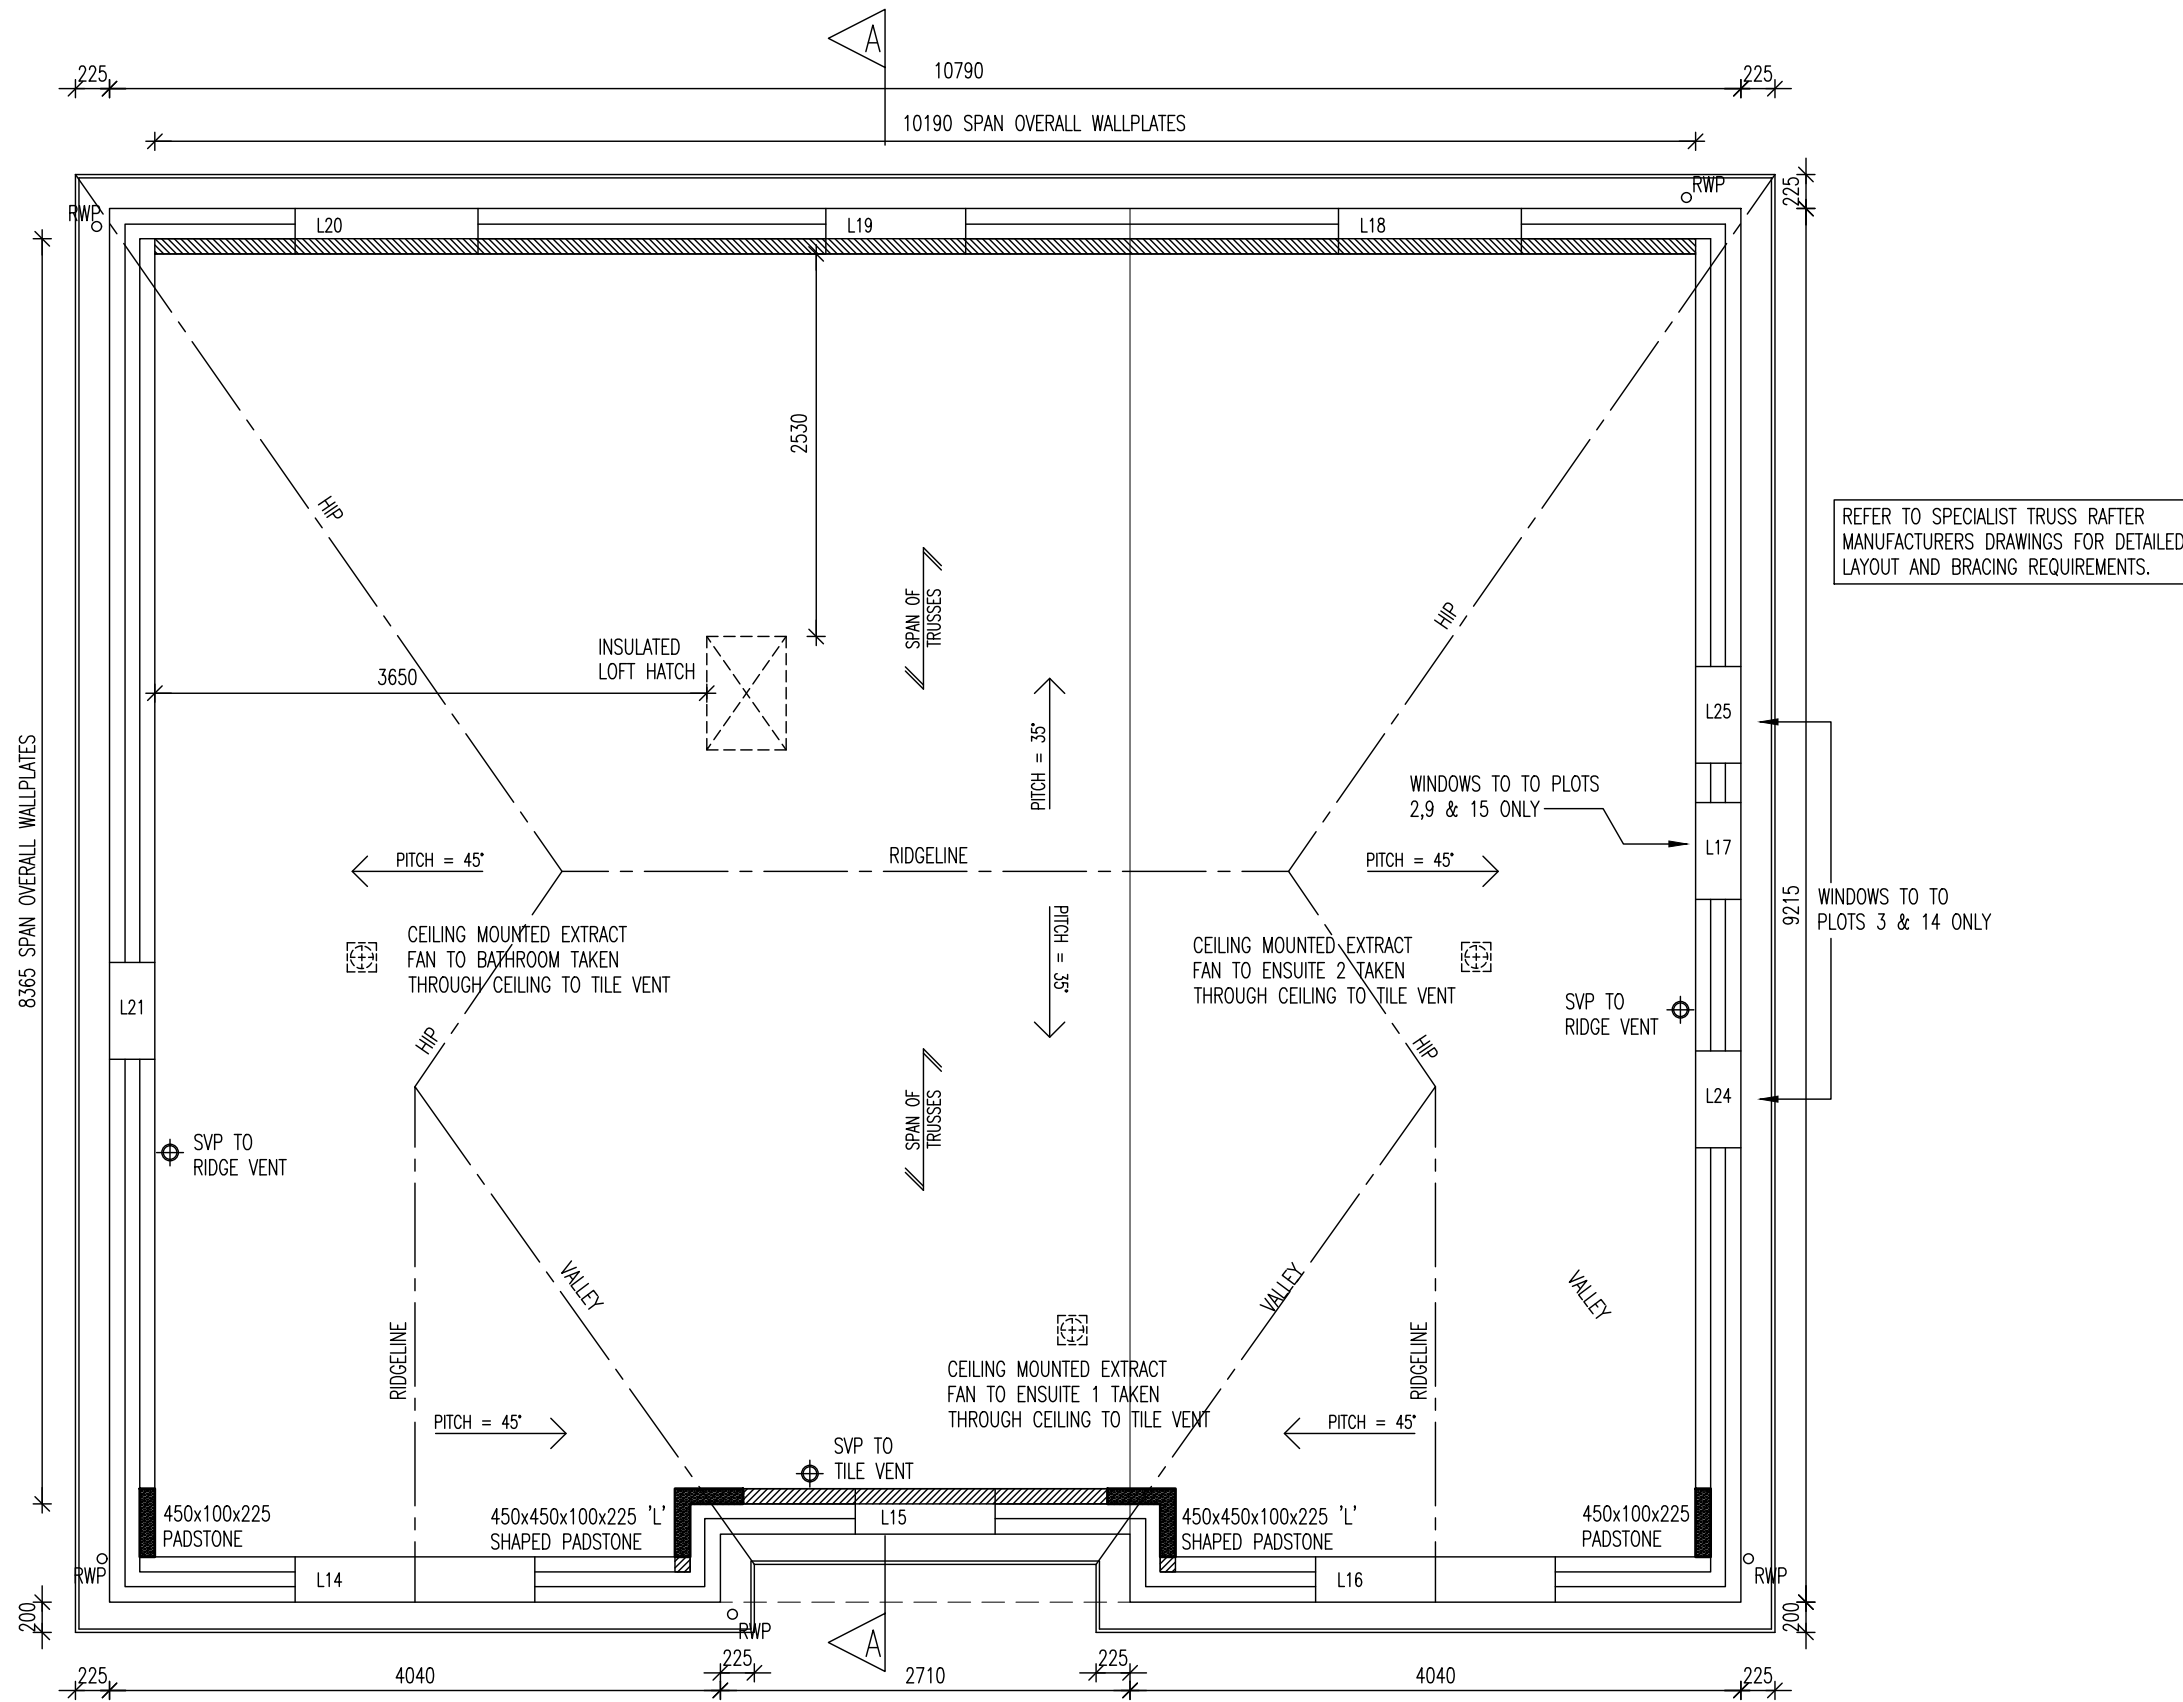 A
225
10790
225
10190 SPAN OVERALL WALLPLATES
RWP
RWP
225
L20
L19
L18
2530
HIP
HIP
REFER TO SPECIALIST TRUSS RAFTER
MANUFACTURERS DRAWINGS FOR DETAILED
LAYOUT AND BRACING REQUIREMENTS.
SPAN OF
TRUSSES
INSULATED
LOFT HATCH
3650
L25
PITCH = 35°
WINDOWS TO TO PLOTS
2,9 & 15 ONLY
8365 SPAN OVERALL WALLPLATES
PITCH = 45°
RIDGELINE
PITCH = 45°
L17
9215
WINDOWS TO TO
PLOTS 3 & 14 ONLY
PITCH = 35°
CEILING MOUNTED EXTRACT
FAN TO BATHROOM TAKEN
THROUGH CEILING TO TILE VENT
CEILING MOUNTED EXTRACT
FAN TO ENSUITE 2 TAKEN
THROUGH CEILING TO TILE VENT
L21
SVP TO
RIDGE VENT
HIP
HIP
L24
SPAN OF
TRUSSES
SVP TO
RIDGE VENT
VALLEY
VALLEY
VALLEY
RIDGELINE
RIDGELINE
CEILING MOUNTED EXTRACT
FAN TO ENSUITE 1 TAKEN
THROUGH CEILING TO TILE VENT
PITCH = 45°
PITCH = 45°
SVP TO
TILE VENT
450x100x225
PADSTONE
450x450x100x225 'L'
SHAPED PADSTONE
L15
450x450x100x225 'L'
SHAPED PADSTONE
450x100x225
PADSTONE
RWP
L14
L16
RWP
200
200
RWP
A
225
225
225
4040
2710
4040
225